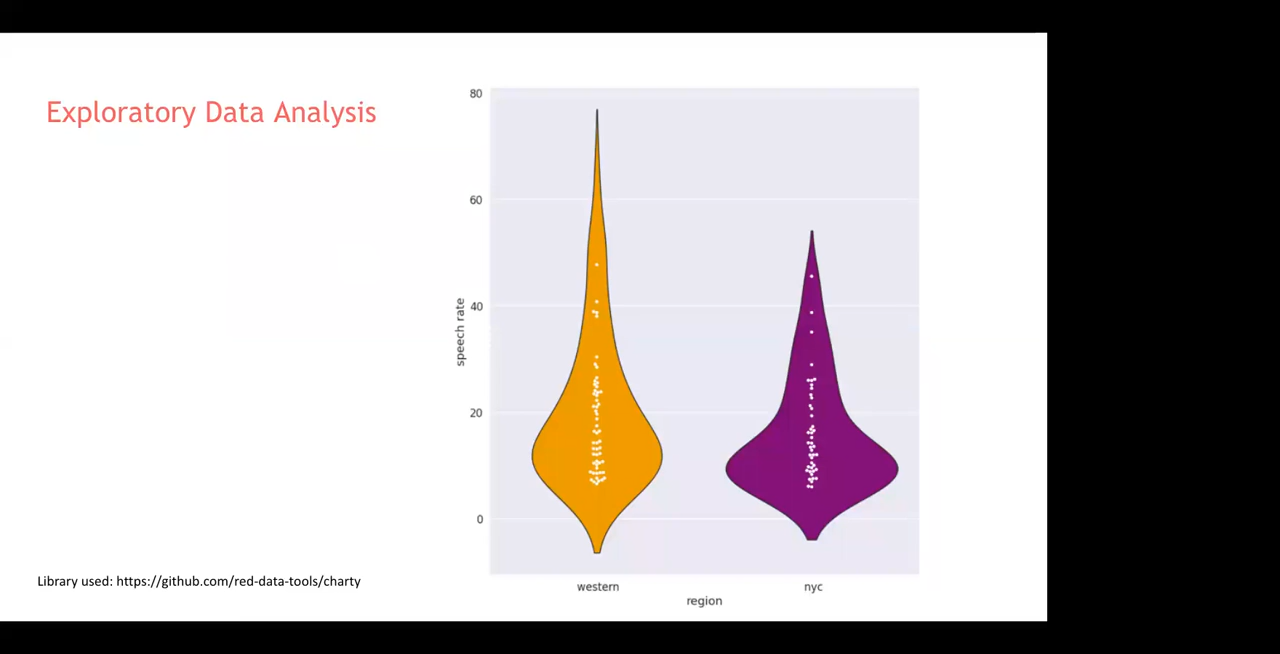 Exploratory Data Analysis
80
60
40
20
0
speech rate
western
nyc
region
Library used: https://github.com/red-data-tools/charty